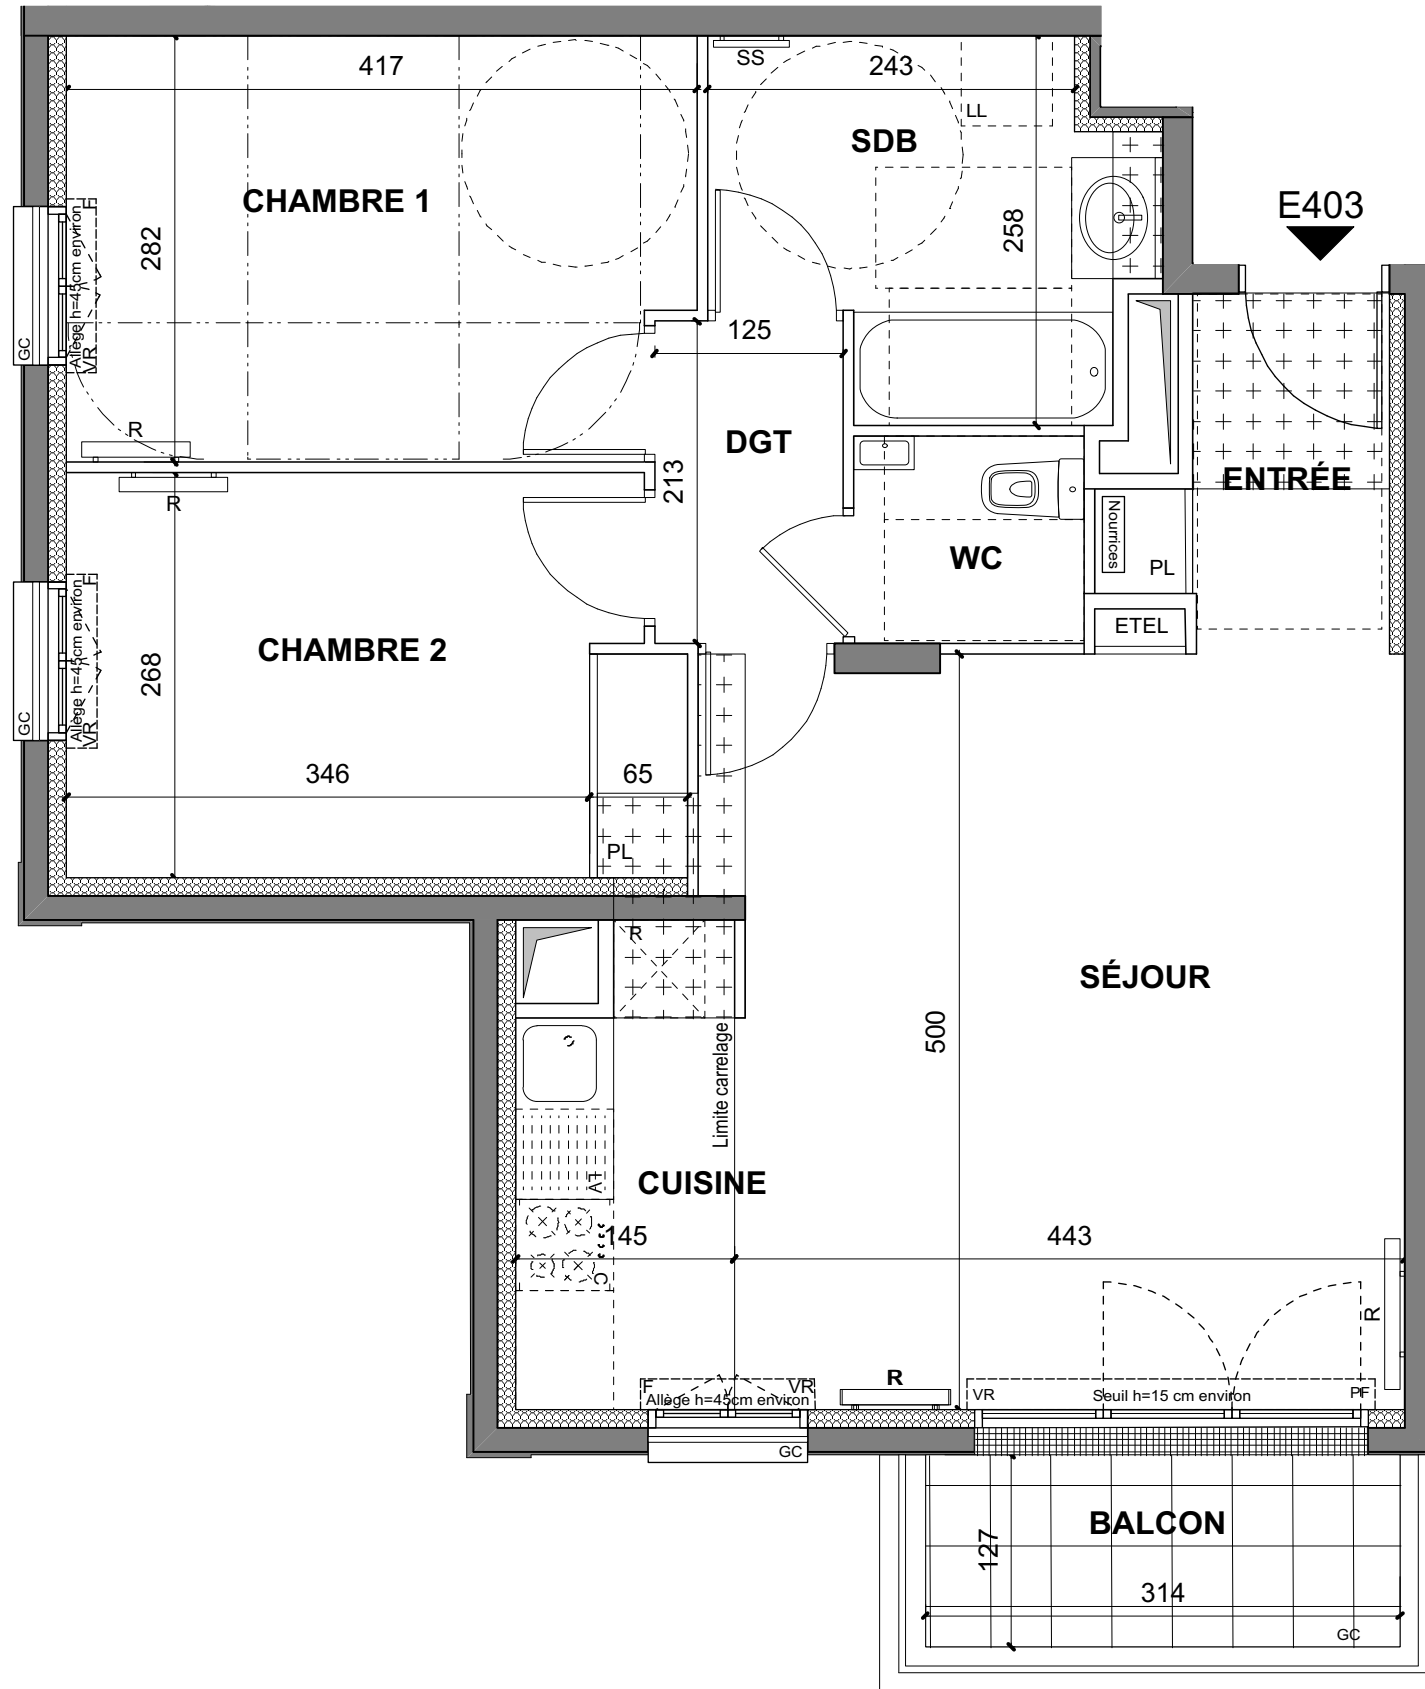 417
SS
243
LL
SDB
CHAMBRE 1
E403
282
258
Allège h=45cm environ
F
VR
GC
125
R
DGT
213
ENTRÉE
R
Nourrices
WC
PL
ETEL
CHAMBRE 2
268
Allège h=45cm environ
F
VR
GC
346
65
PL
R
SÉJOUR
500
Limite carrelage
LV
CUISINE
145
443
C
R
R
F
VR
Allège h=45cm environ
VR
Seuil h=15 cm environ
PF
GC
BALCON
127
314
GC